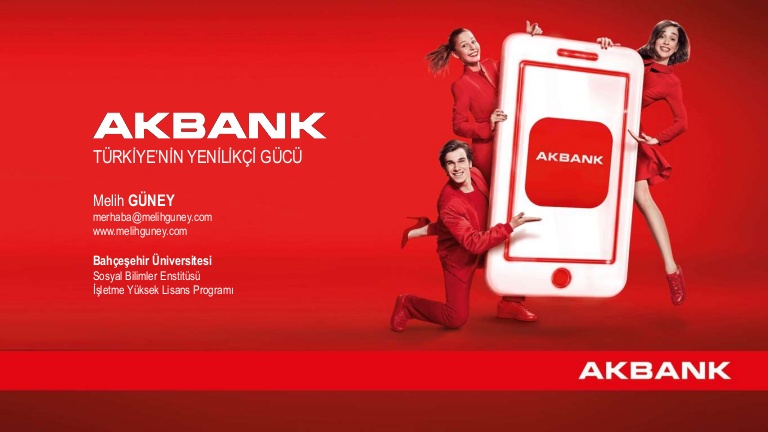 AKBANK
TÜRKİYE'NİN YENİLİKÇİ GÜCÜ
Melih GÜNEY
merhaba@melihguney.com
www.melihguney.com
Bahçeşehir Üniversitesi
Sosyal Bilimler Enstitüsü
İşletme Yüksek Lisans Programı
AKBANK
AKBANK